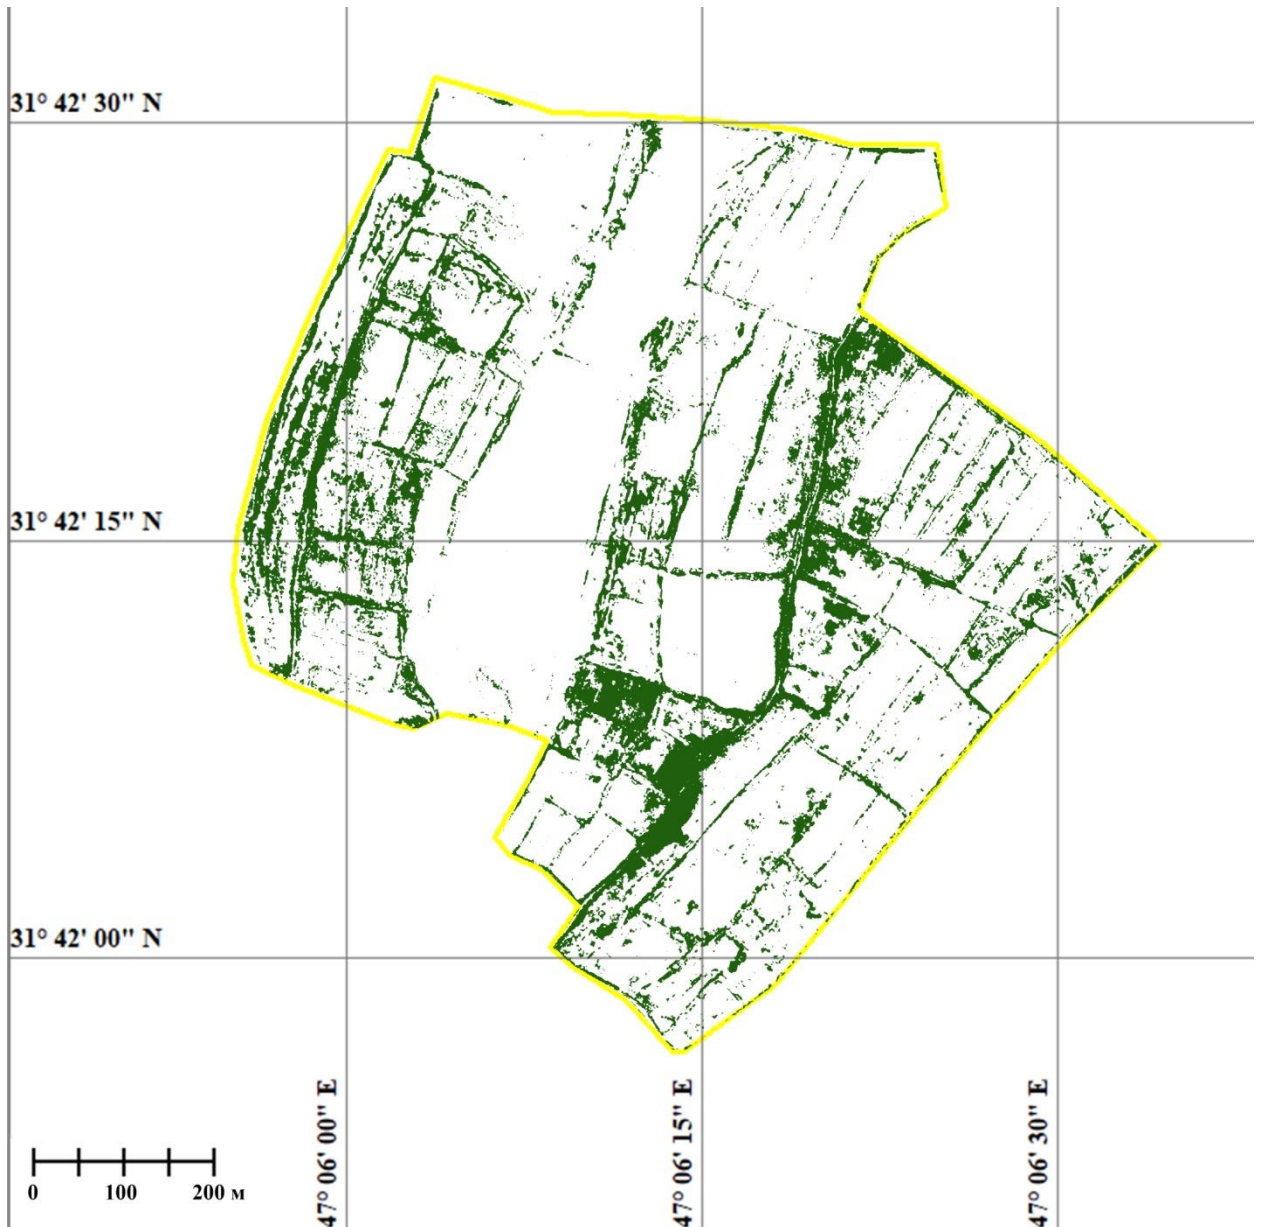 31° 42' 30" N
31° 42' 15" N
31° 42' 00" N
47° 06' 00" E
47° 06' 15" E
47° 06' 30" E
0 100 200 м